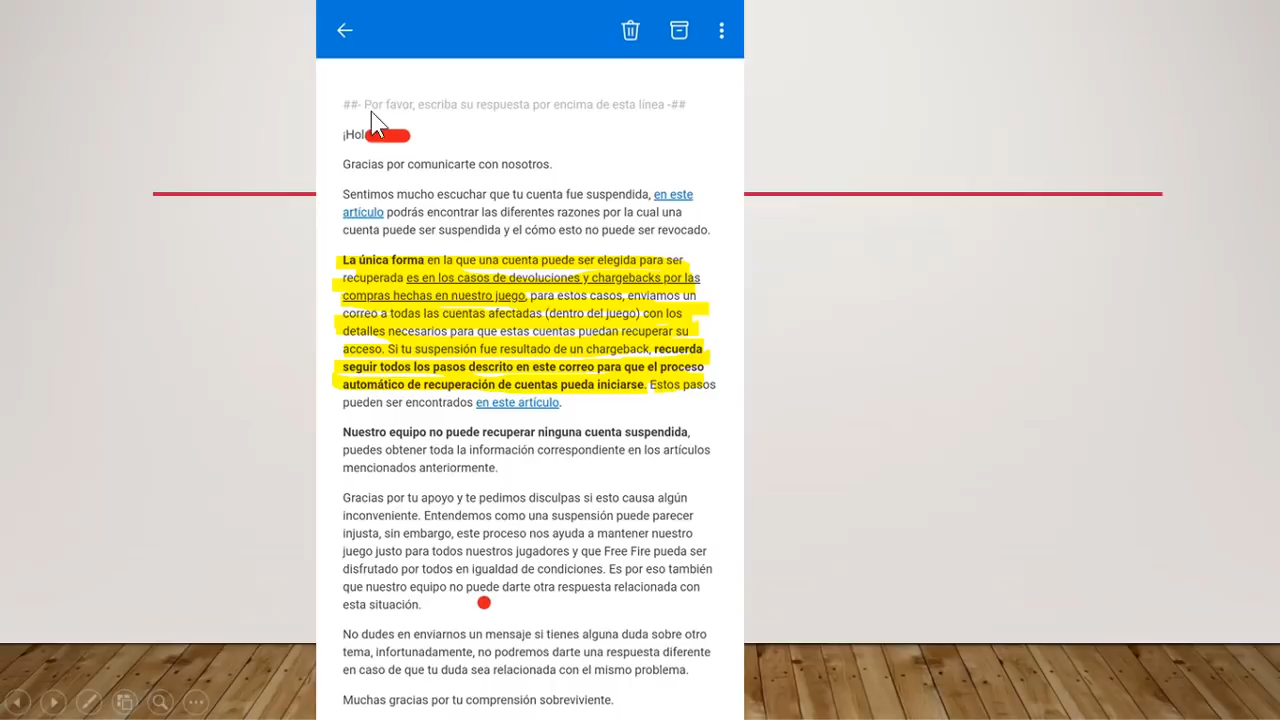 ##- Por favor, escriba su respuesta por encima de esta línea -##
¡Hol
Gracias por comunicarte con nosotros.
Sentimos mucho escuchar que tu cuenta fue suspendida, en este
artículo podrás encontrar las diferentes razones por la cual una
cuenta puede ser suspendida y el cómo esto no puede ser revocado.
La única forma en la que una cuenta puede ser elegida para ser
recuperada es en los casos de devoluciones y chargebacks por las
compras hechas en nuestro juego, para estos casos, enviamos un
correo a todas las cuentas afectadas (dentro del juego) con los
detalles necesarios para que estas cuentas puedan recuperar su
acceso. Si tu suspensión fue resultado de un chargeback, recuerda
seguir todos los pasos descrito en este correo para que el proceso
automático de recuperación de cuentas pueda iniciarse. Estos pasos
pueden ser encontrados en este artículo.
Nuestro equipo no puede recuperar ninguna cuenta suspendida,
puedes obtener toda la información correspondiente en los artículos
mencionados anteriormente.
Gracias por tu apoyo y te pedimos disculpas si esto causa algún
inconveniente. Entendemos como una suspensión puede parecer
injusta, sin embargo, este proceso nos ayuda a mantener nuestro
juego justo para todos nuestros jugadores y que Free Fire pueda ser
disfrutado por todos en igualdad de condiciones. Es por eso también
que nuestro equipo no puede darte otra respuesta relacionada con
esta situación.
No dudes en enviarnos un mensaje si tienes alguna duda sobre otro
tema, infortunadamente, no podremos darte una respuesta diferente
en caso de que tu duda sea relacionada con el mismo problema.
Muchas gracias por tu comprensión sobreviviente.